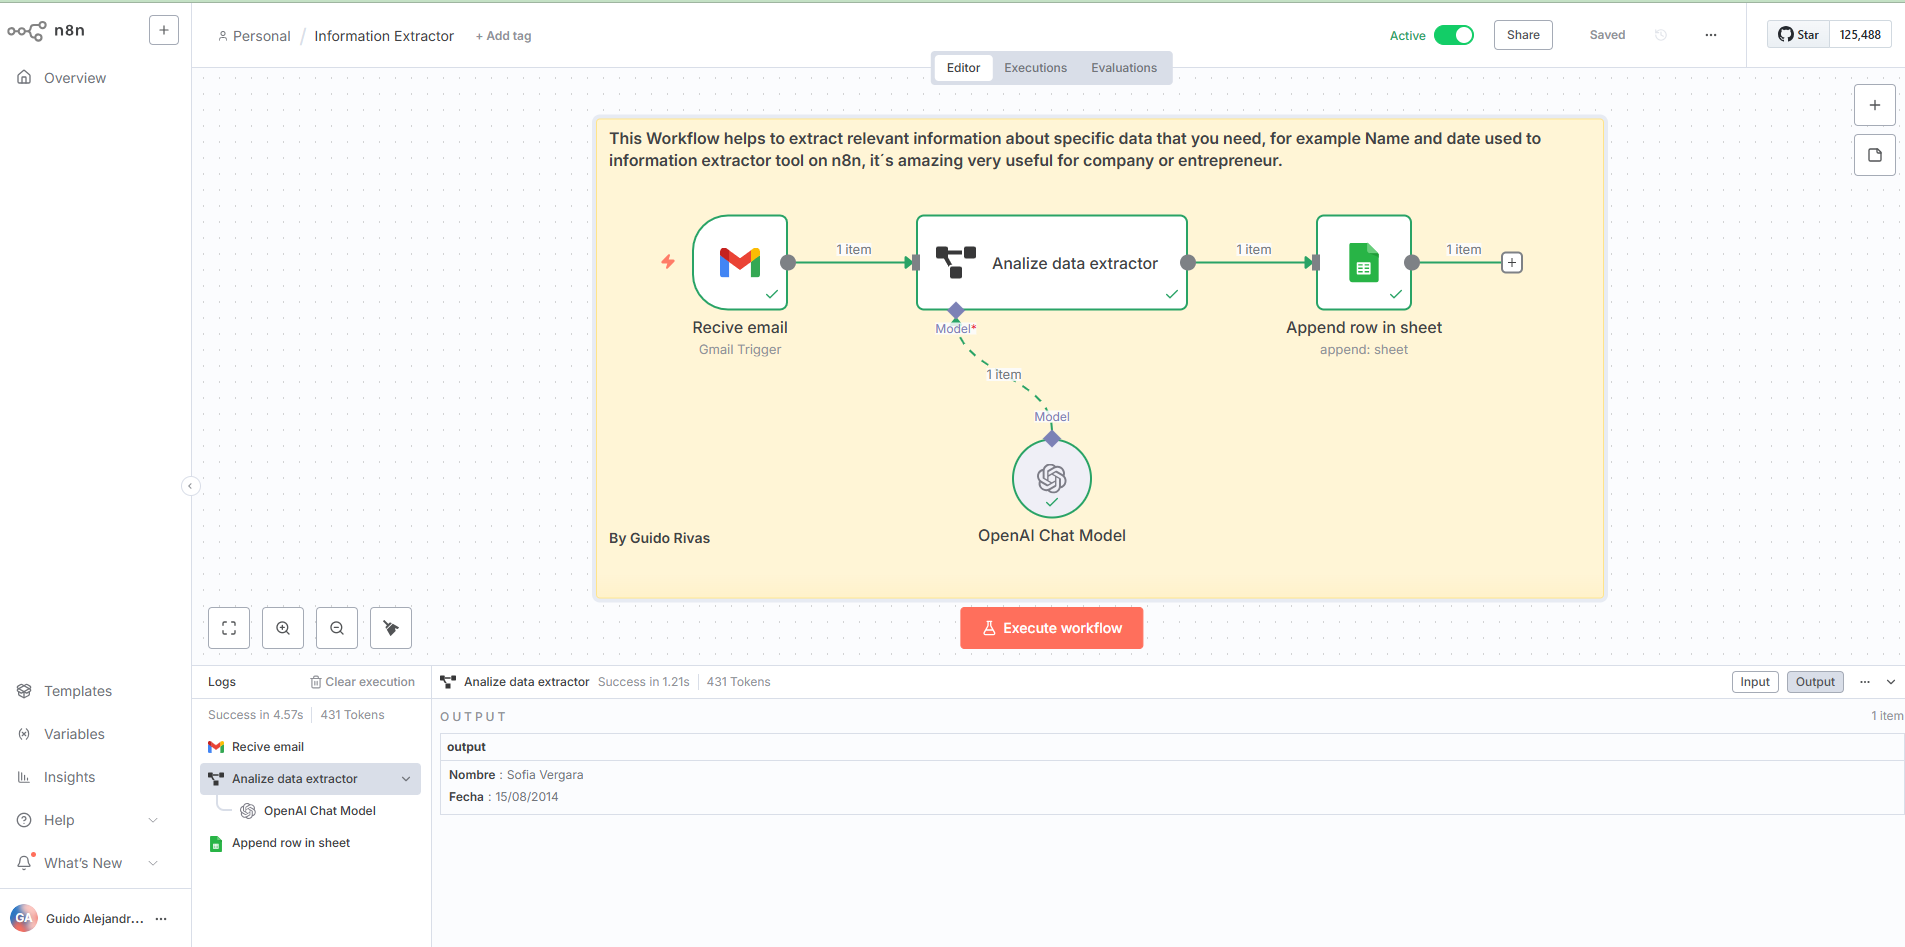 n8n
+
Personal / Information Extractor + Add tag
Active
Share
Saved
...
Star 125,488
Overview
Editor Executions Evaluations
This Workflow helps to extract relevant information about specific data that you need, for example Name and date used to
information extractor tool on n8n, it´s amazing very useful for company or entrepreneur.
1 item
Analize data extractor
1 item
1 item
Recive email
Gmail Trigger
Model*
Append row in sheet
append: sheet
1 item
Model
OpenAI Chat Model
By Guido Rivas
Execute workflow
Templates
Variables
Insights
Help
What's New
GA Guido Alejandr... ...
Logs
Clear execution
Success in 4.57s 431 Tokens
Recive email
Analize data extractor
OpenAI Chat Model
Append row in sheet
Analize data extractor Success in 1.21s 431 Tokens
Input Output ...
OUTPUT
1 item
output
Nombre : Sofia Vergara
Fecha : 15/08/2014